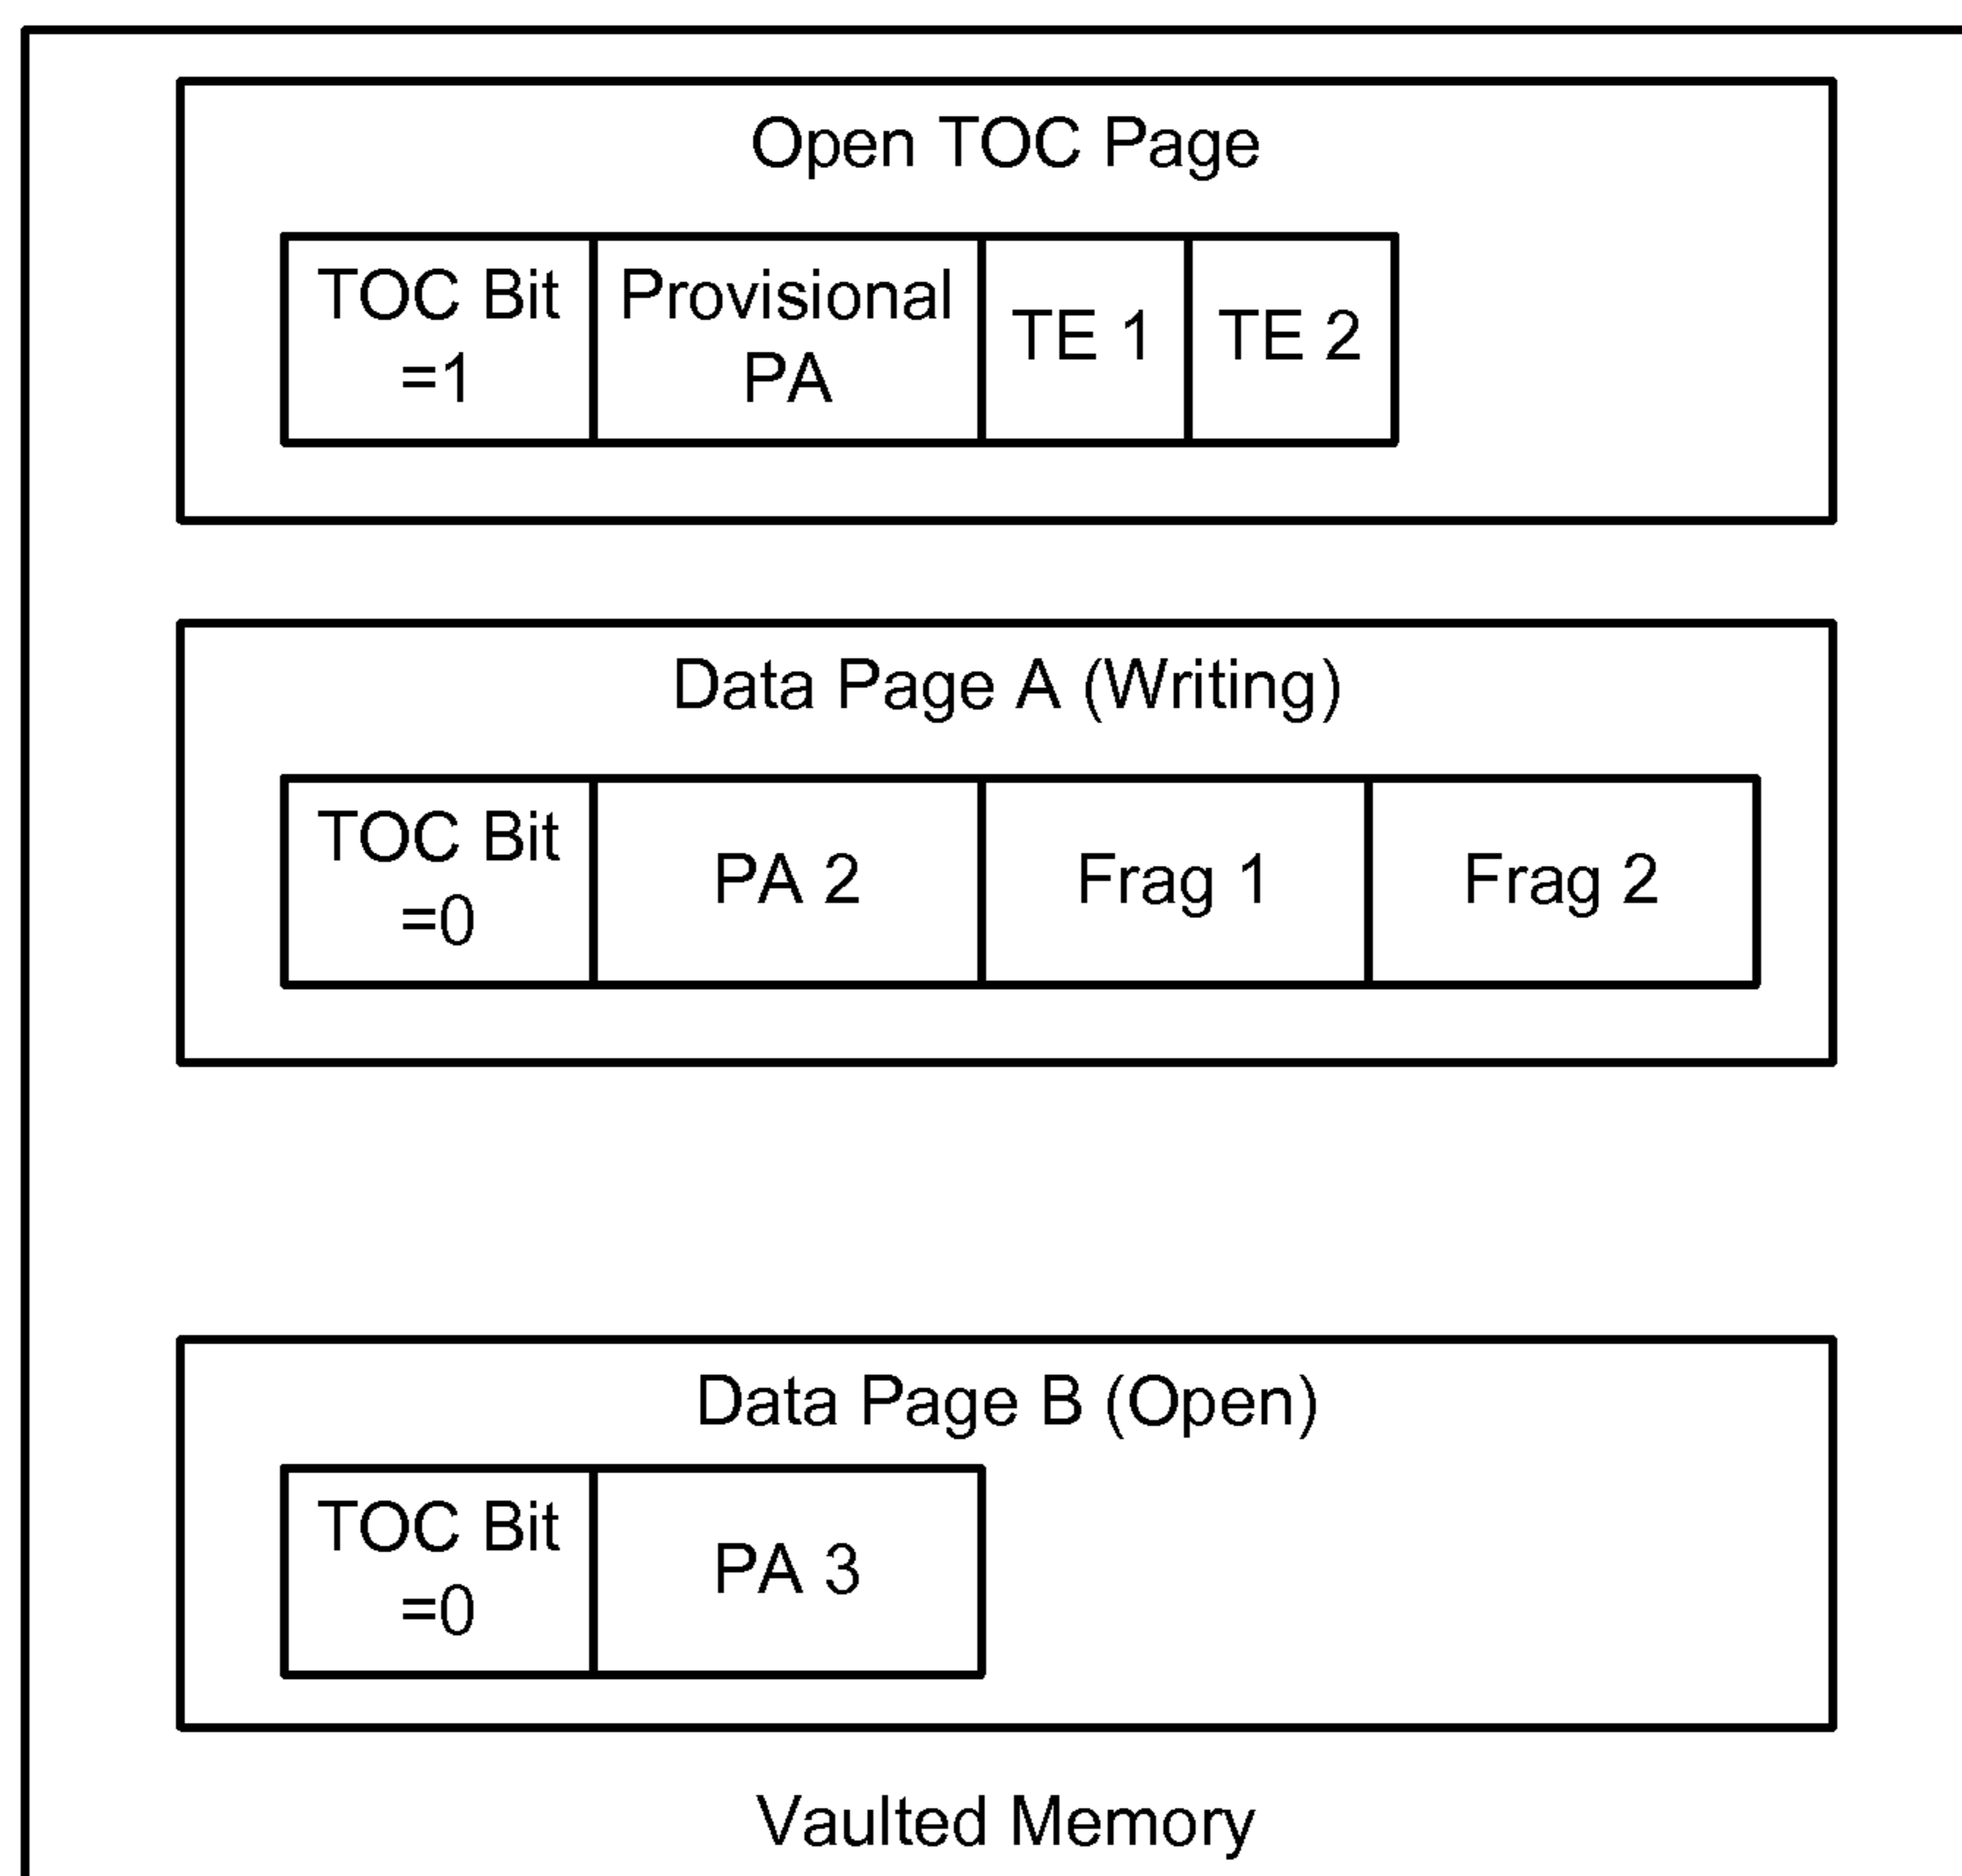 Open TOC Page
TOC Bit
=1
Provisional
PA
TE 1
TE 2
Data Page A (Writing)
TOC Bit
=0
PA 2
Frag 1
Frag 2
Data Page B (Open)
TOC Bit
=0
PA 3
Vaulted Memory